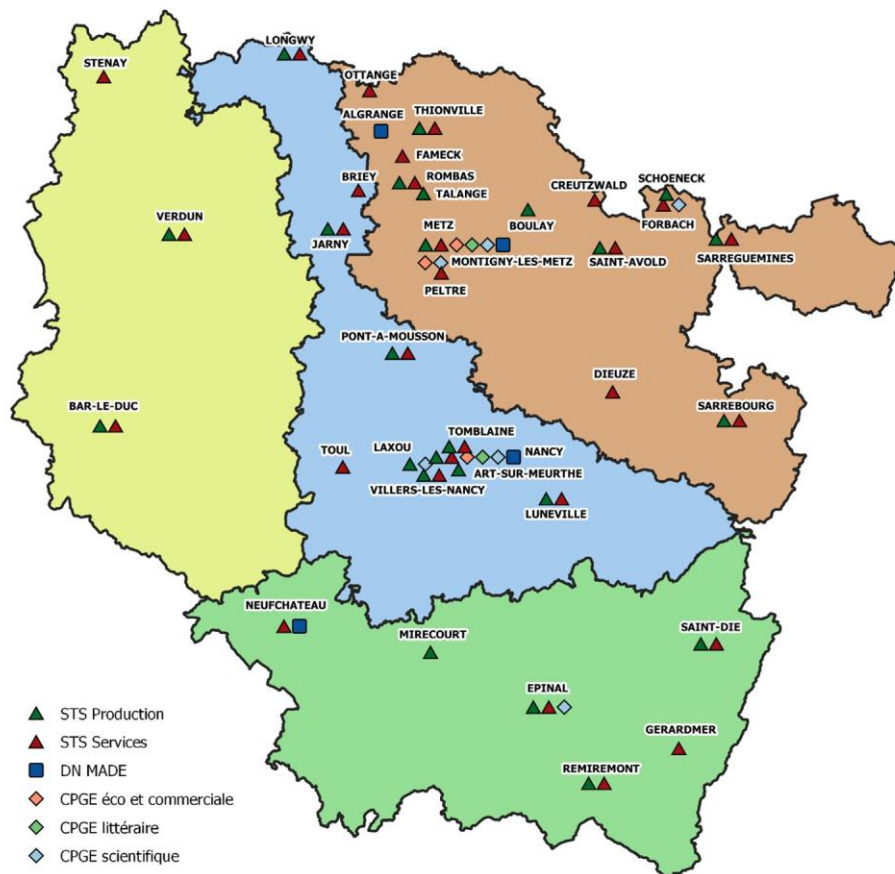 LONGWY
STENAY
OTTANGE
ALGRANGE
THIONVILLE
FAMECK
BRIEY
ROMBAS
TALANGE
CREUTZWALD
SCHOENECK
VERDUN
JARNY
METZ
BOULAY
FORBACH
MONTIGNY-LES-METZ
SAINT-AVOLD
SARREGUEMINES
PELTRE
PONT-A-MOUSSON
DIEUZE
BAR-LE-DUC
SARREBOURG
TOMBLAINE
TOUL
LAXOU
NANCY
ART-SUR-MEURTHE
VILLERS-LES-NANCY
LUNEVILLE
NEUFCHATEAU
MIRECOURT
SAINT-DIE
EPINAL
GERARDMER
REMIREMONT
STS Production
STS Services
DN MADE
CPGE éco et commerciale
CPGE littéraire
CPGE scientifique